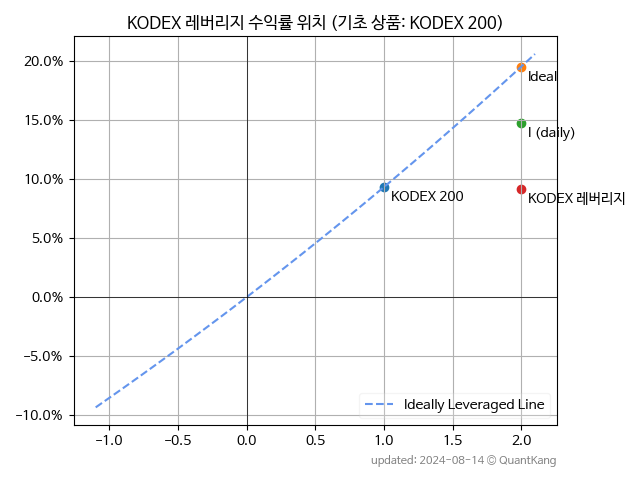 KODEX 레버리지 수익률 위치 (기초 상품: KODEX 200)
20.0%
15.0%
10.0%
5.0%
0.0%
−5.0%
−10.0%
Ideal
I (daily)
KODEX 200
KODEX 레버리지
Ideally Leveraged Line
−1.0 −0.5 0.0 0.5 1.0 1.5 2.0
updated: 2024-08-14 © QuantKang